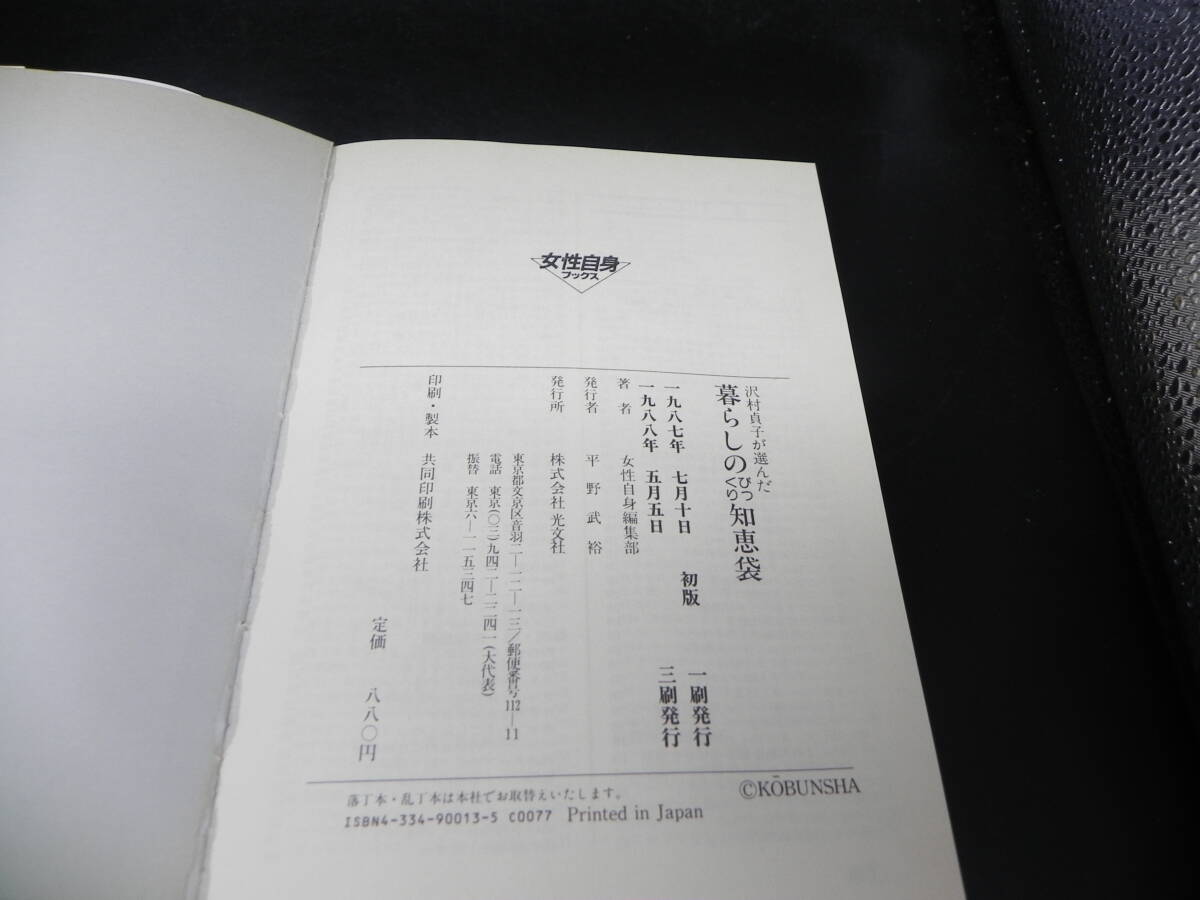 女性自身
ブックス
沢村貞子が選んだ
暮らしのびっくり知恵袋
一九八七年 七月十日 初版 一刷発行
一九八八年 五月五日 三刷発行
著者 女性自身編集部
発行者 平野武裕
発行所 株式会社 光文社
東京都文京区音羽二―一二―一三/郵便番号112―11
電話 東京(〇三)九四二―二二四一(大代表)
振替 東京六―一一五三四七
印刷・製本 共同印刷株式会社
定価 八八〇円
©KŌBUNSHA
落丁本・乱丁本は本社でお取替えいたします。
ISBN4-334-90013-5 C0077 Printed in Japan